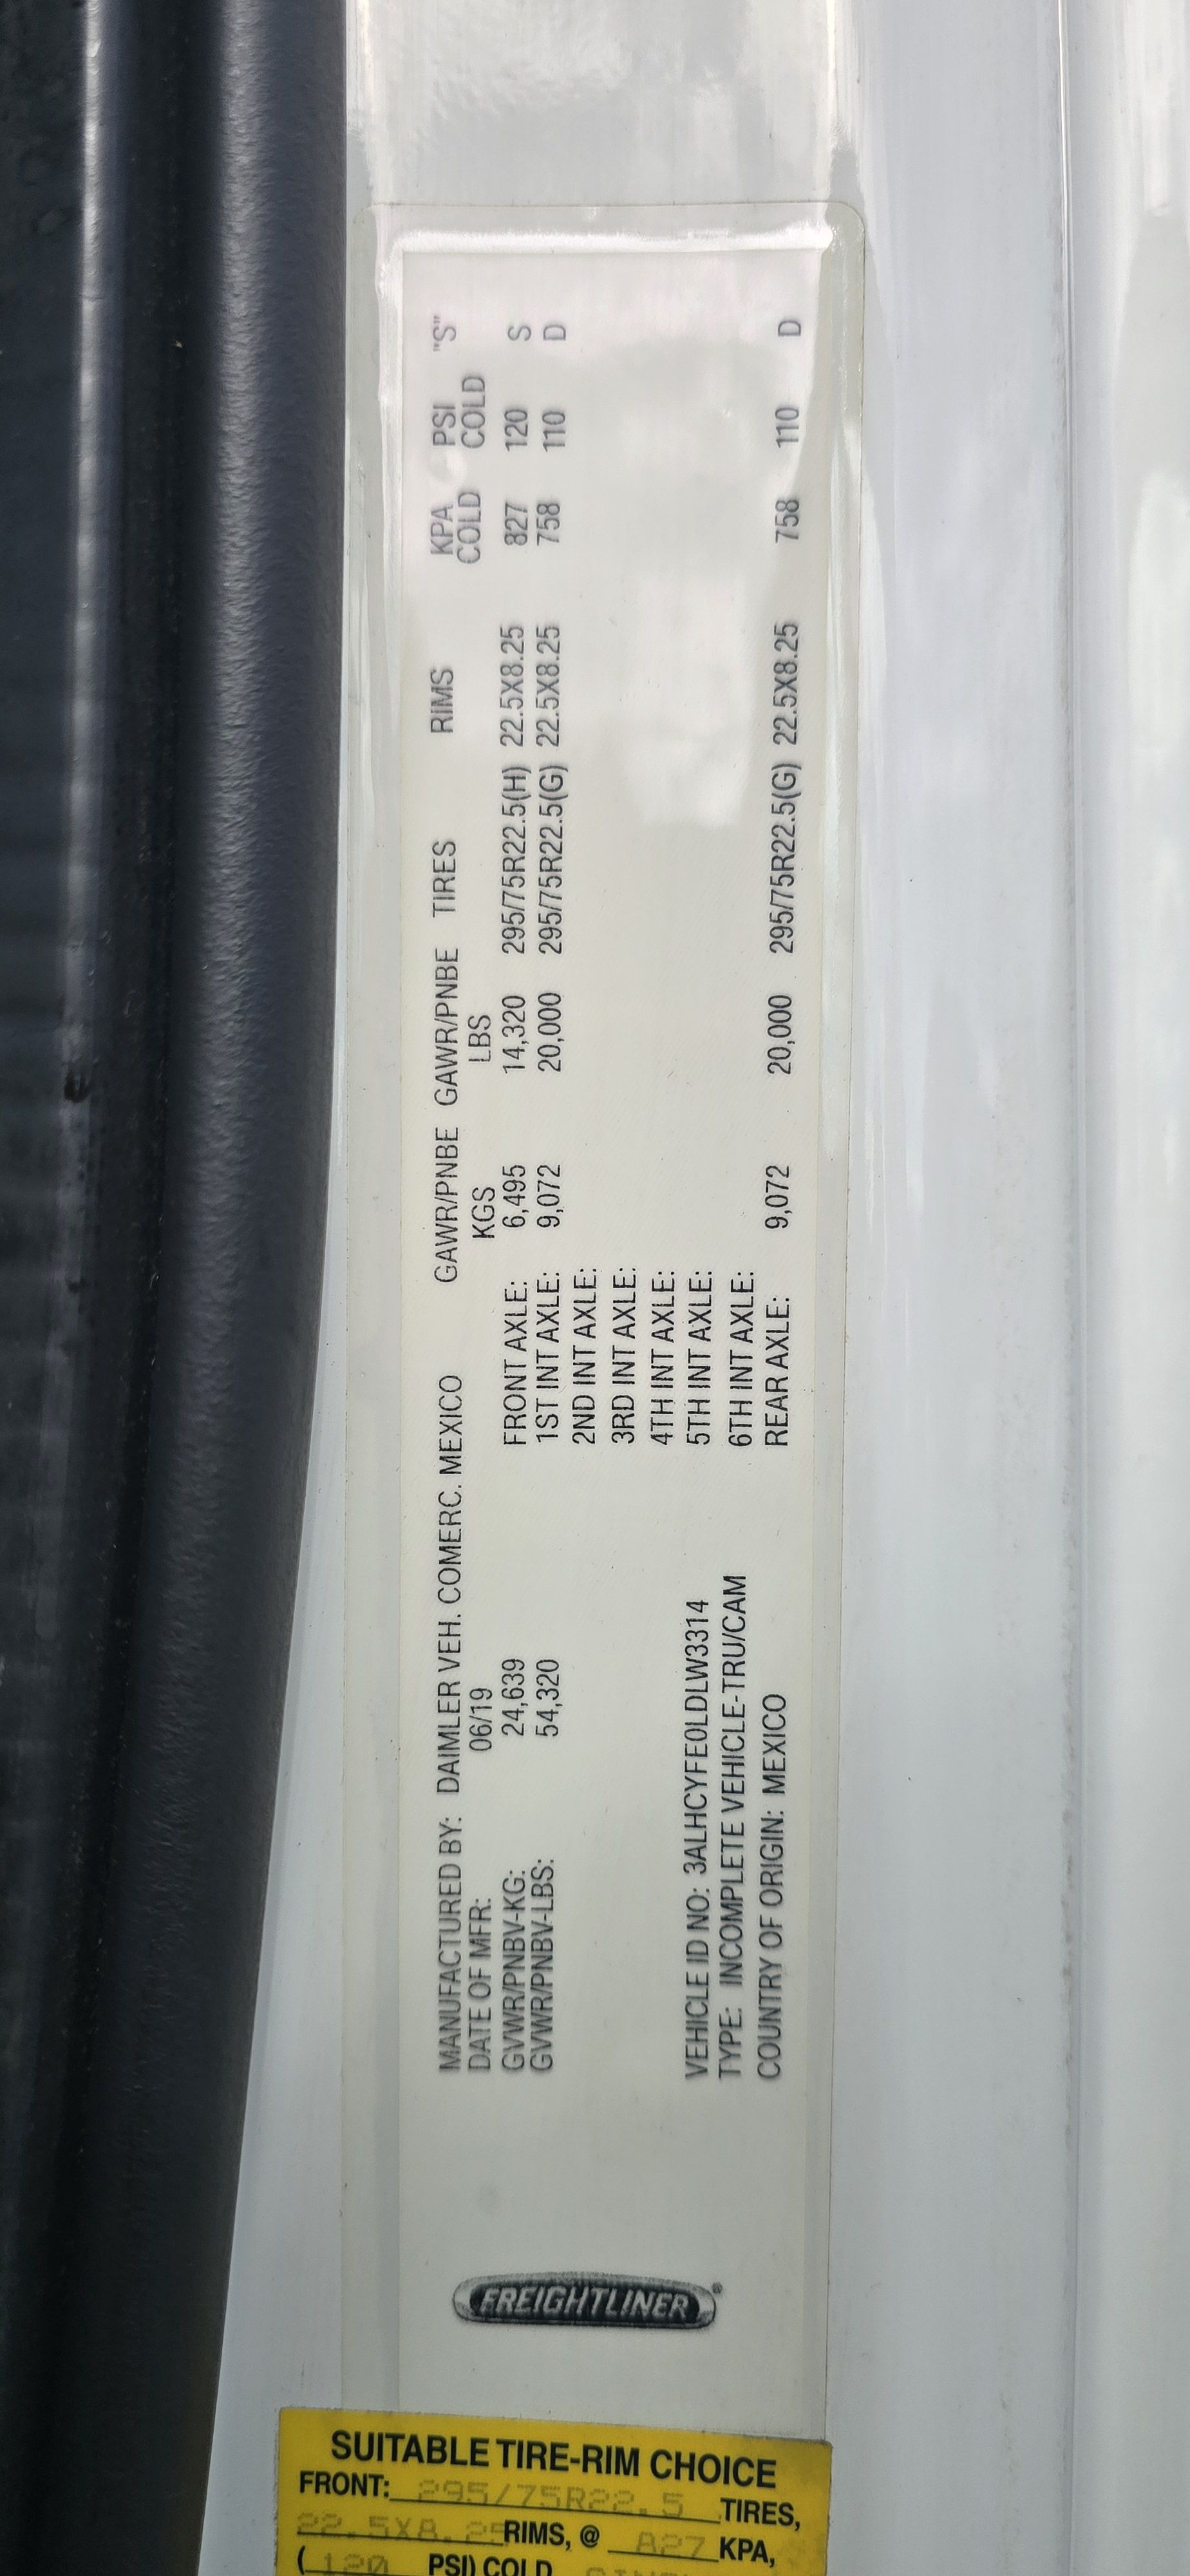 MANUFACTURED BY: DAIMLER VEH. COMERC. MEXICO GAWR/PNBE GAWR/PNBE TIRES RIMS KPA PSI "S"
DATE OF MFR: 06/19 KGS LBS COLD COLD
GVWR/PNBV-KG: 24,639 FRONT AXLE: 6,495 14,320 295/75R22.5(H) 22.5X8.25 827 120 S
GVWR/PNBV-LBS: 54,320 1ST INT AXLE: 9,072 20,000 295/75R22.5(G) 22.5X8.25 758 110 D
2ND INT AXLE:
3RD INT AXLE:
4TH INT AXLE:
VEHICLE ID NO: 3ALHCYFE0LDLW3314 5TH INT AXLE:
TYPE: INCOMPLETE VEHICLE-TRU/CAM 6TH INT AXLE:
COUNTRY OF ORIGIN: MEXICO REAR AXLE: 9,072 20,000 295/75R22.5(G) 22.5X8.25 758 110 D
FREIGHTLINER®
SUITABLE TIRE-RIM CHOICE
FRONT: 295/75R22.5 TIRES,
22.5X8.25 RIMS, @ 827 KPA,
(120 PSI) COLD